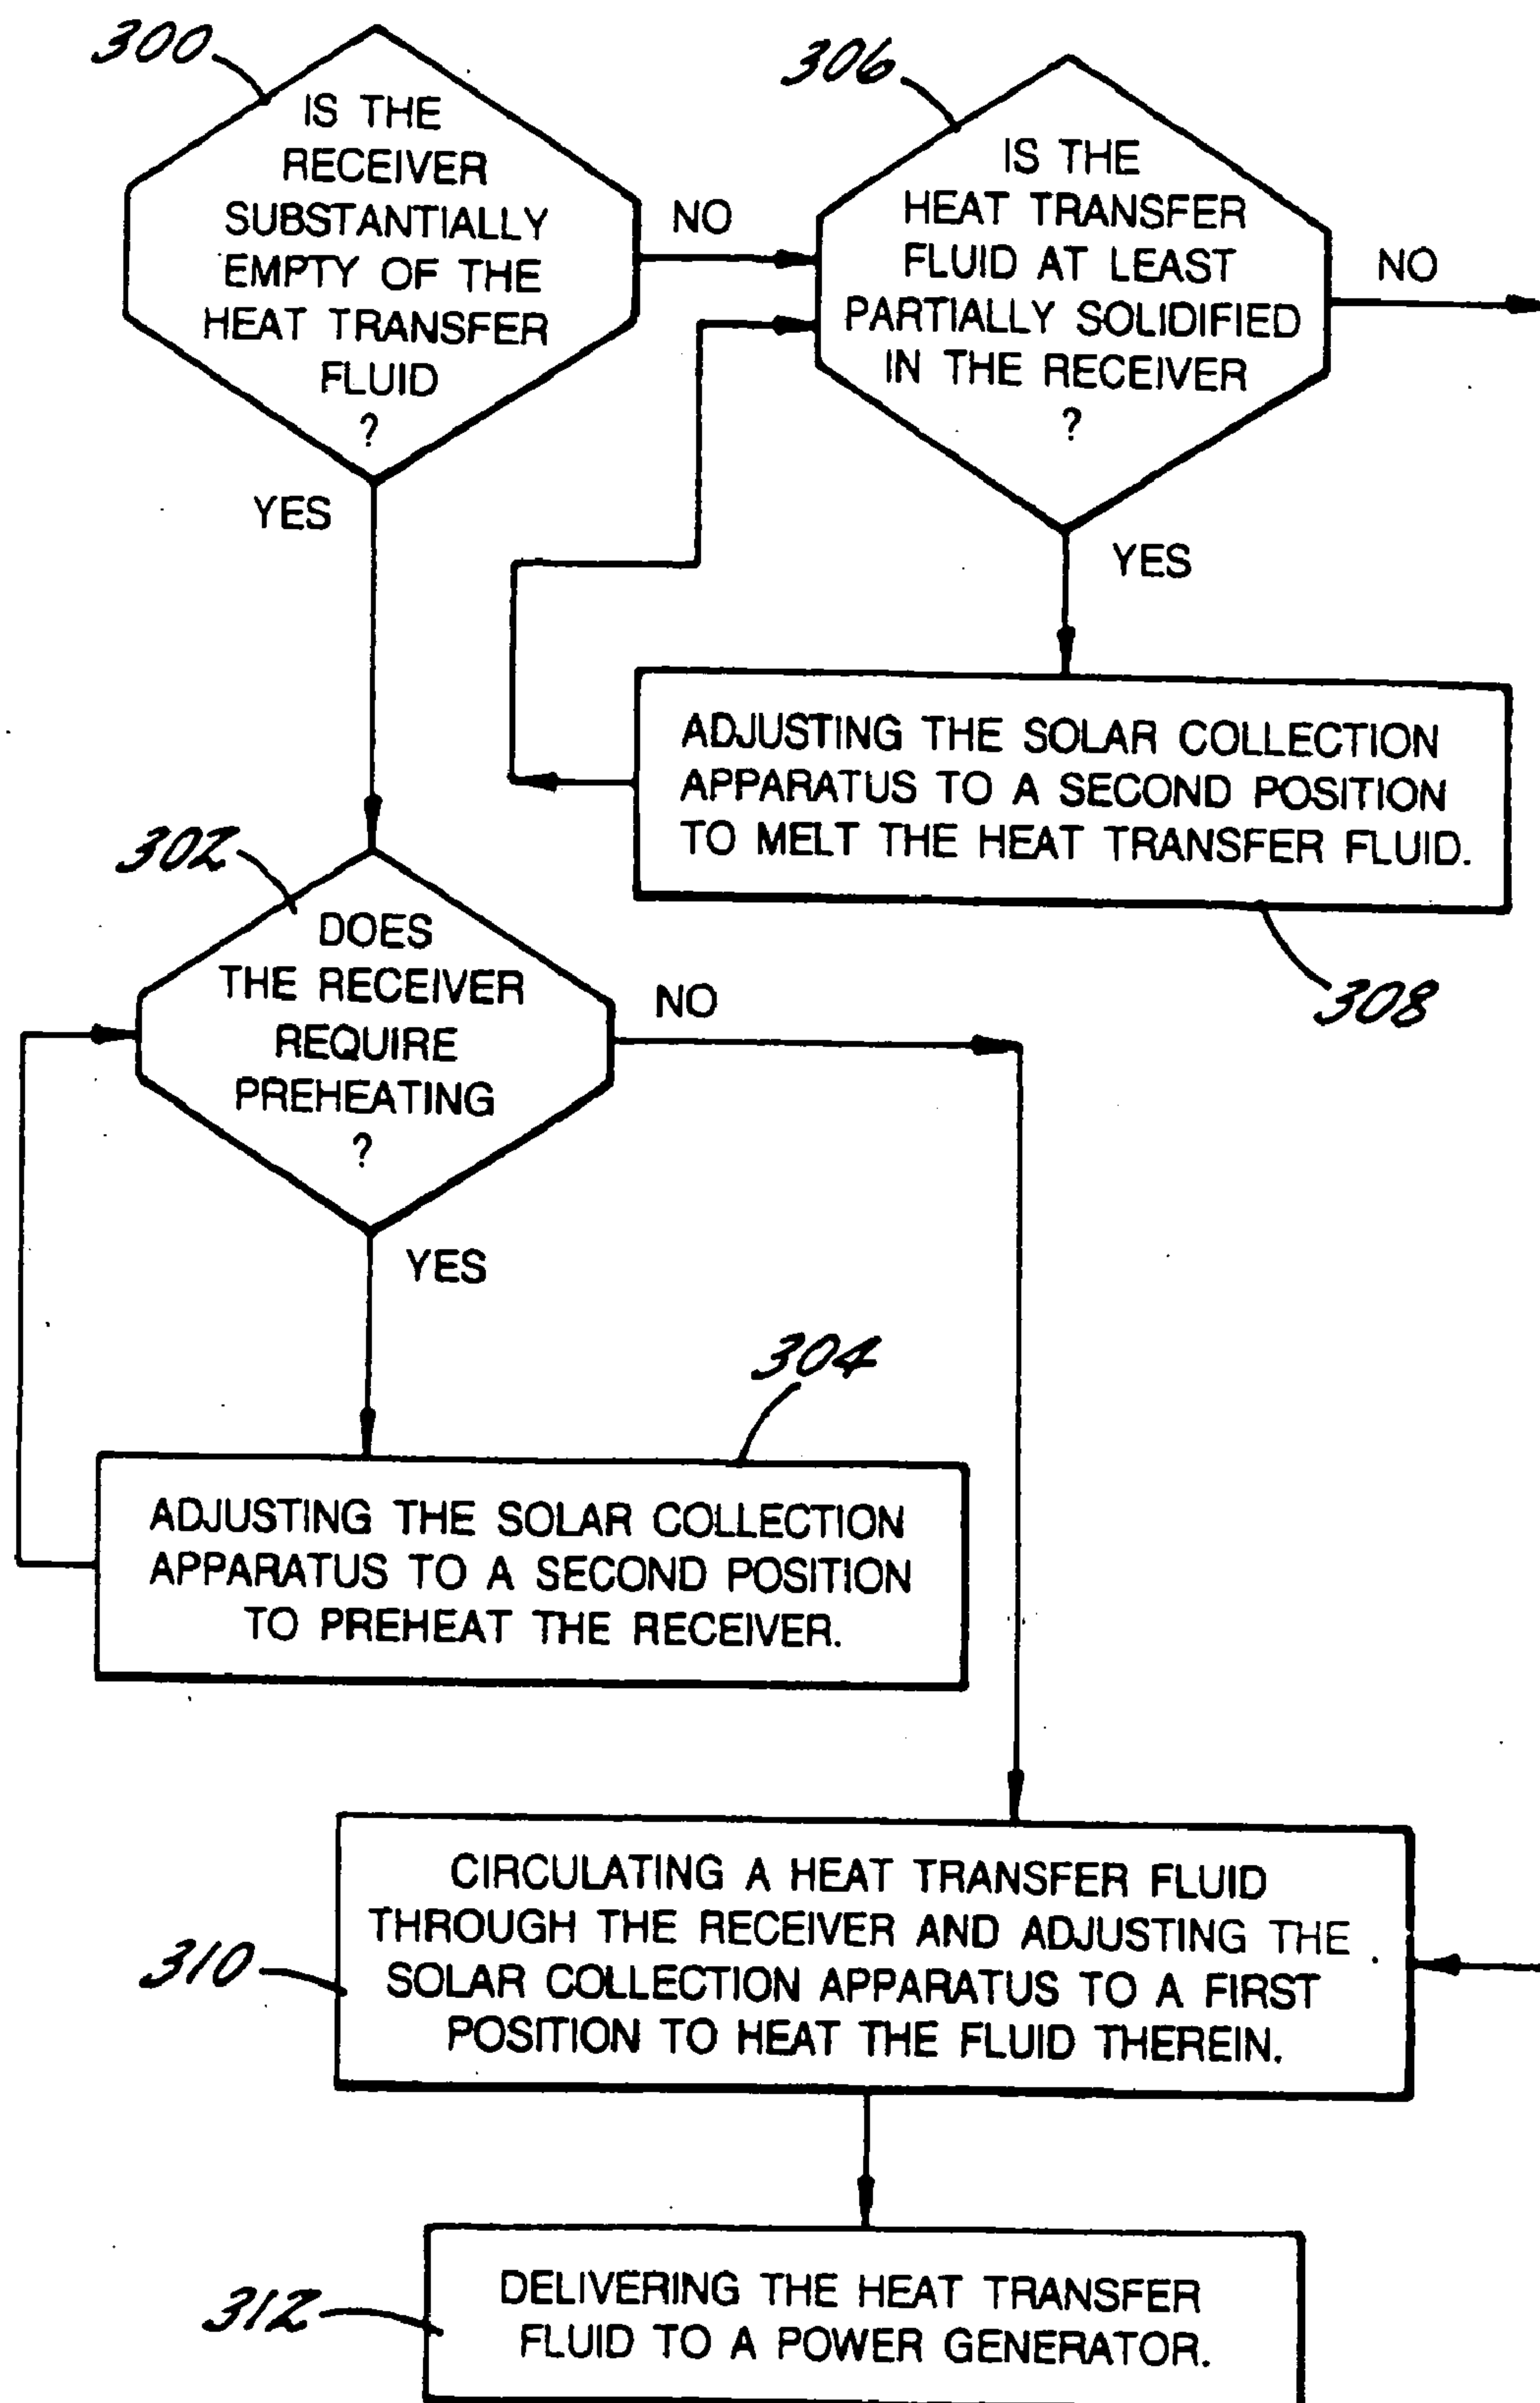 300
IS THE
RECEIVER
SUBSTANTIALLY
EMPTY OF THE
HEAT TRANSFER
FLUID
?
NO
YES
306
IS THE
HEAT TRANSFER
FLUID AT LEAST
PARTIALLY SOLIDIFIED
IN THE RECEIVER
?
NO
YES
ADJUSTING THE SOLAR COLLECTION
APPARATUS TO A SECOND POSITION
TO MELT THE HEAT TRANSFER FLUID.
308
302
DOES
THE RECEIVER
REQUIRE
PREHEATING
?
NO
YES
304
ADJUSTING THE SOLAR COLLECTION
APPARATUS TO A SECOND POSITION
TO PREHEAT THE RECEIVER.
310
CIRCULATING A HEAT TRANSFER FLUID
THROUGH THE RECEIVER AND ADJUSTING THE
SOLAR COLLECTION APPARATUS TO A FIRST
POSITION TO HEAT THE FLUID THEREIN.
312
DELIVERING THE HEAT TRANSFER
FLUID TO A POWER GENERATOR.